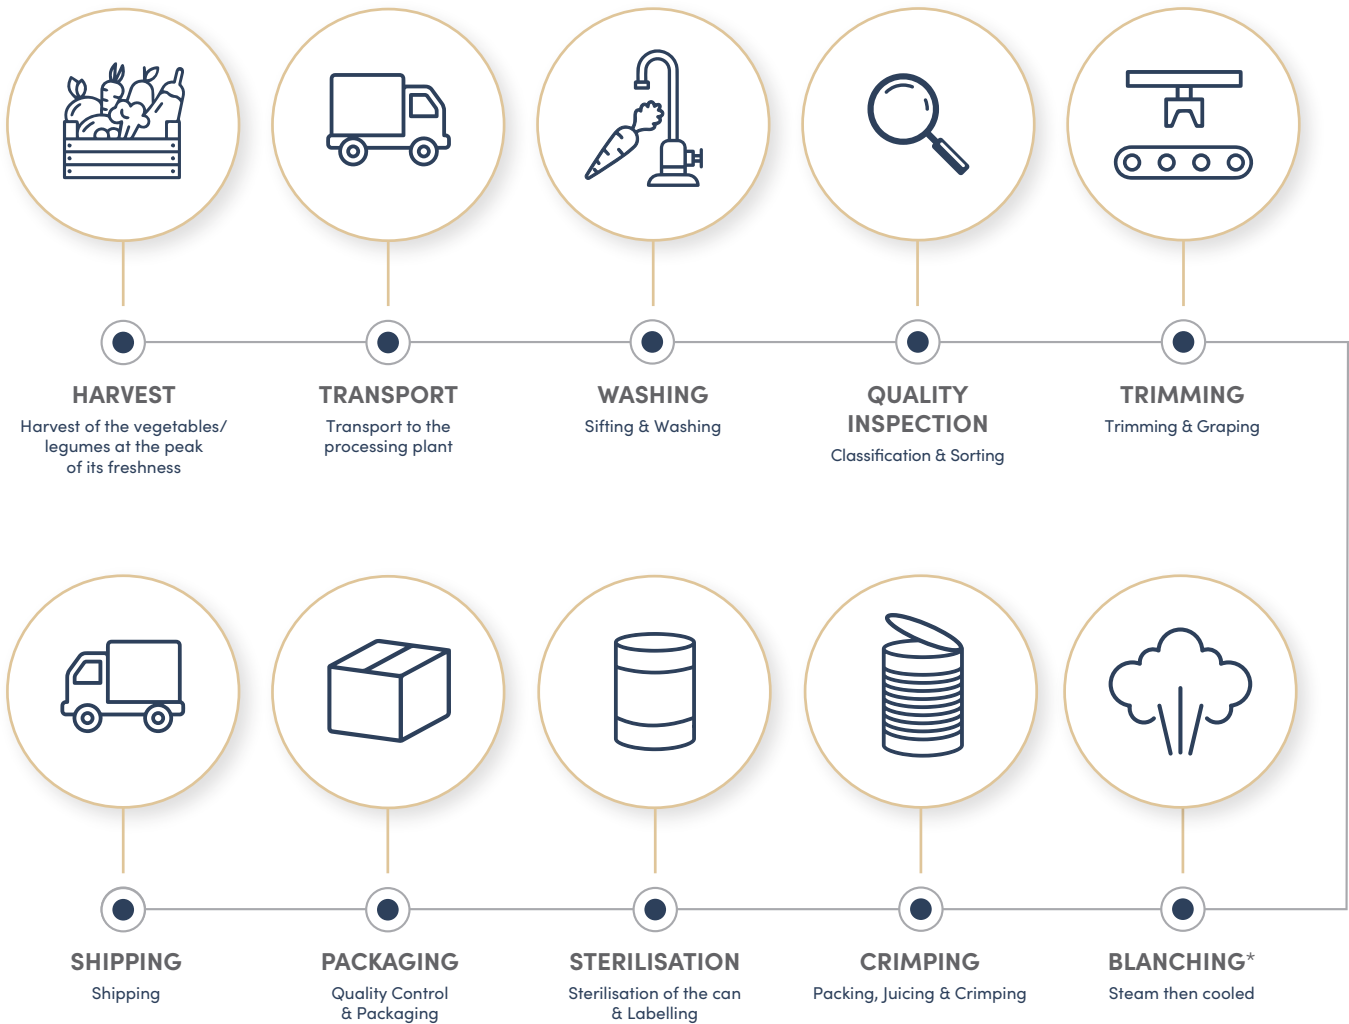 HARVEST
Harvest of the vegetables/
legumes at the peak
of its freshness
TRANSPORT
Transport to the
processing plant
WASHING
Sifting & Washing
QUALITY
INSPECTION
Classification & Sorting
TRIMMING
Trimming & Graping
SHIPPING
Shipping
PACKAGING
Quality Control
& Packaging
STERILISATION
Sterilisation of the can
& Labelling
CRIMPING
Packing, Juicing & Crimping
BLANCHING*
Steam then cooled